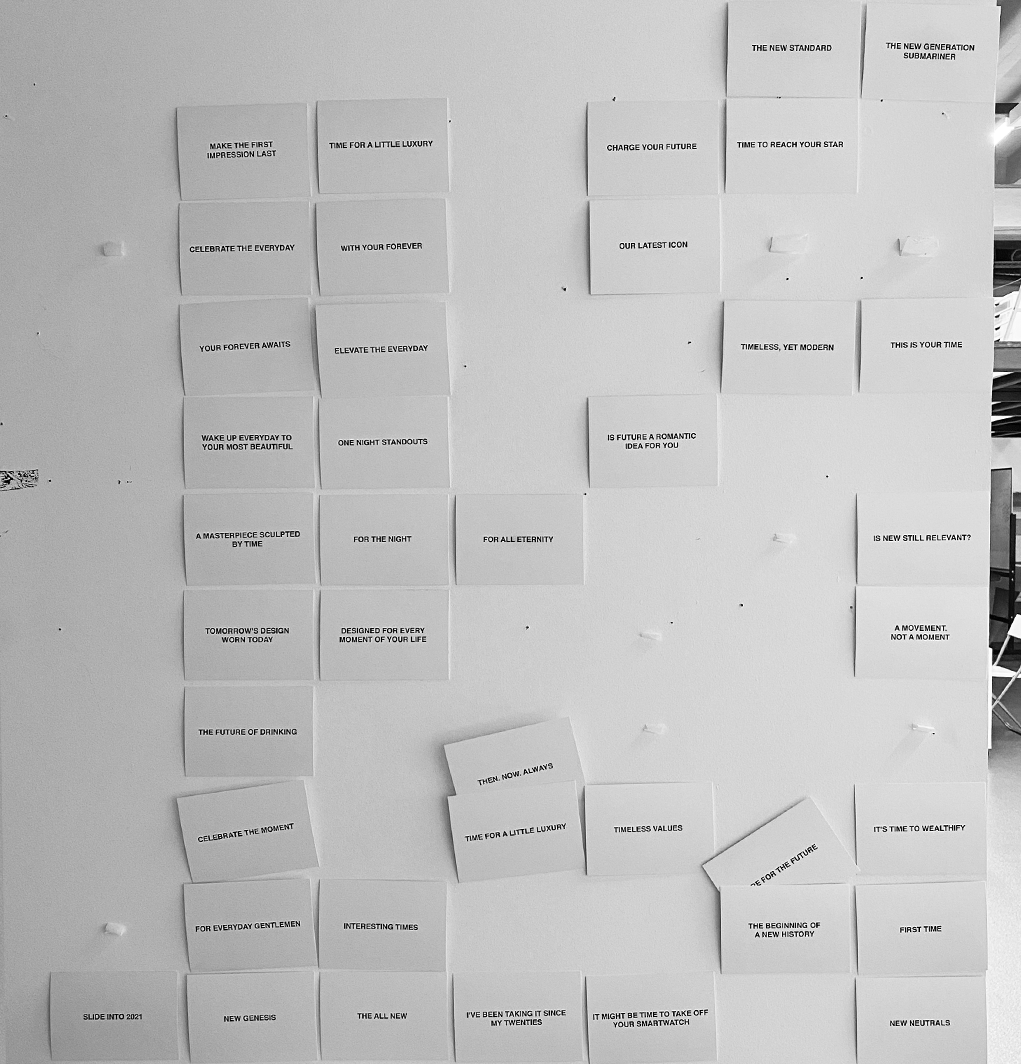 THE NEW STANDARD
THE NEW GENERATION
SUBMARINER
MAKE THE FIRST
IMPRESSION LAST
TIME FOR A LITTLE LUXURY
CHARGE YOUR FUTURE
TIME TO REACH YOUR STAR
CELEBRATE THE EVERYDAY
WITH YOUR FOREVER
OUR LATEST ICON
YOUR FOREVER AWAITS
ELEVATE THE EVERYDAY
TIMELESS, YET MODERN
THIS IS YOUR TIME
WAKE UP EVERYDAY TO
YOUR MOST BEAUTIFUL
ONE NIGHT STANDOUTS
IS FUTURE A ROMANTIC
IDEA FOR YOU
A MASTERPIECE SCULPTED
BY TIME
FOR THE NIGHT
FOR ALL ETERNITY
IS NEW STILL RELEVANT?
TOMORROW'S DESIGN
WORN TODAY
DESIGNED FOR EVERY
MOMENT OF YOUR LIFE
A MOVEMENT.
NOT A MOMENT
THE FUTURE OF DRINKING
THEN. NOW. ALWAYS
CELEBRATE THE MOMENT
TIME FOR A LITTLE LUXURY
TIMELESS VALUES
FOR THE FUTURE
IT'S TIME TO WEALTHIFY
FOR EVERYDAY GENTLEMEN
INTERESTING TIMES
THE BEGINNING OF
A NEW HISTORY
FIRST TIME
SLIDE INTO 2021
NEW GENESIS
THE ALL NEW
I'VE BEEN TAKING IT SINCE
MY TWENTIES
IT MIGHT BE TIME TO TAKE OFF
YOUR SMARTWATCH
NEW NEUTRALS